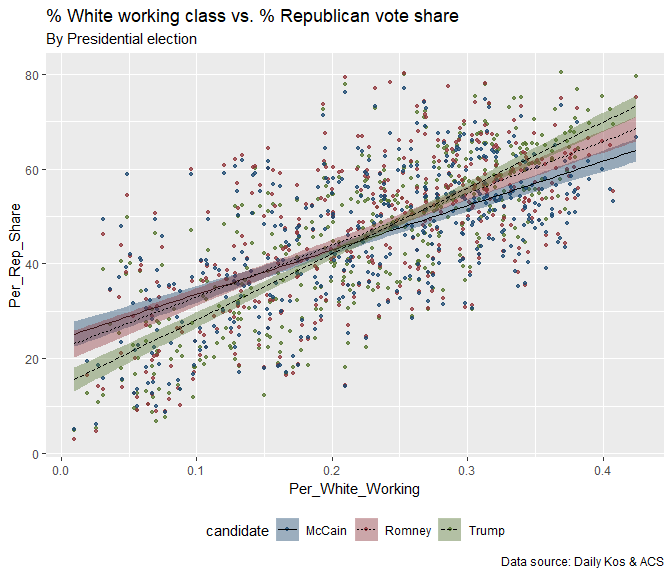 % White working class vs. % Republican vote share
By Presidential election
80
60
40
20
0
Per_Rep_Share
0.0 0.1 0.2 0.3 0.4
Per_White_Working
candidate McCain Romney Trump
Data source: Daily Kos & ACS